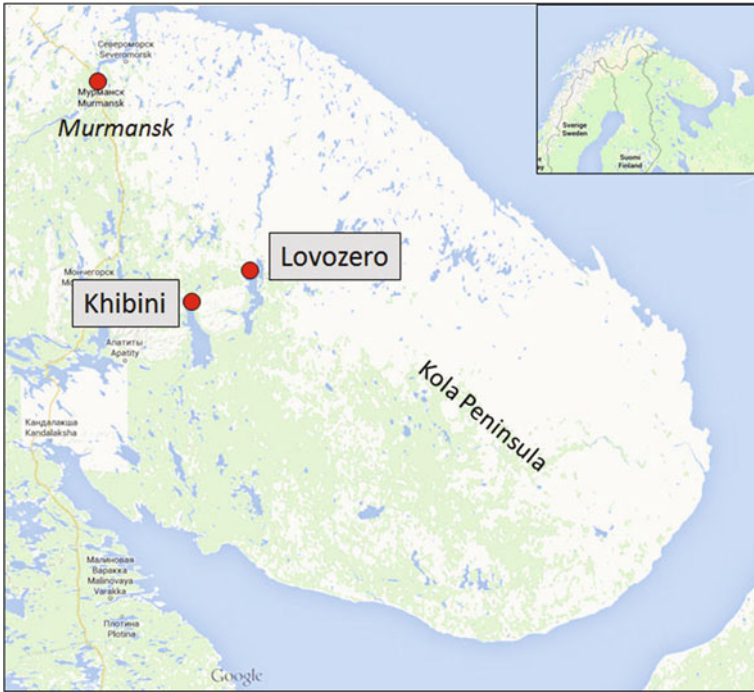 Североморск
Severomorsk
Мурманск
Murmansk
Murmansk
Sverige
Sweden
Suomi
Finland
Lovozero
Khibini
Апатиты
Apatity
Kola Peninsula
Кандалакша
Kandalaksha
Малиновая
Варакка
Malinovaya
Varakka
Плотина
Plotina
Google